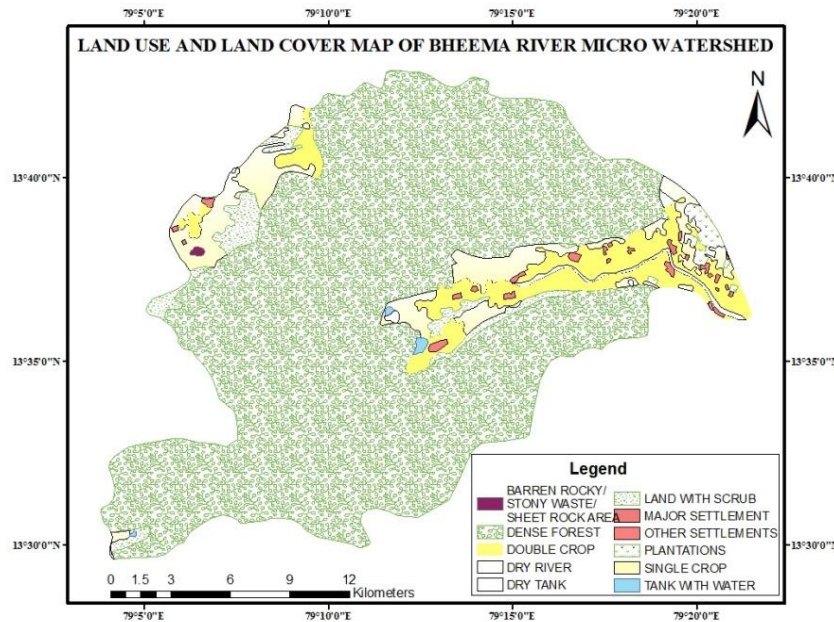 79°5'0"E 79°10'0"E 79°15'0"E 79°20'0"E
LAND USE AND LAND COVER MAP OF BHEEMA RIVER MICRO WATERSHED
N
13°40'0"N 13°40'0"N
13°35'0"N 13°35'0"N
13°30'0"N 13°30'0"N
Legend
BARREN ROCKY/
STONY WASTE/
SHEET ROCK AREA
DENSE FOREST
DOUBLE CROP
DRY RIVER
DRY TANK
LAND WITH SCRUB
MAJOR SETTLEMENT
OTHER SETTLEMENTS
PLANTATIONS
SINGLE CROP
TANK WITH WATER
0 1.5 3 6 9 12
Kilometers
79°5'0"E 79°10'0"E 79°15'0"E 79°20'0"E